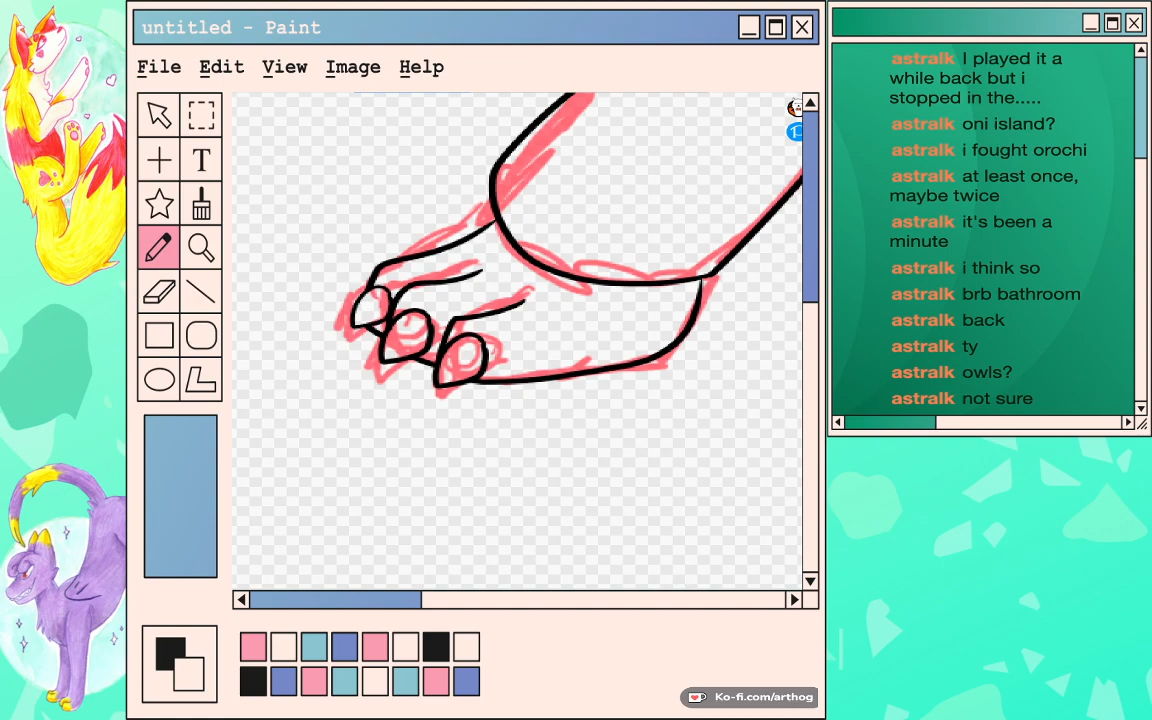 untitled - Paint
File Edit View Image Help
T
Ko-fi.com/arthog
astralk I played it a
while back but i
stopped in the.....
astralk oni island?
astralk i fought orochi
astralk at least once,
maybe twice
astralk it's been a
minute
astralk i think so
astralk brb bathroom
astralk back
astralk ty
astralk owls?
astralk not sure